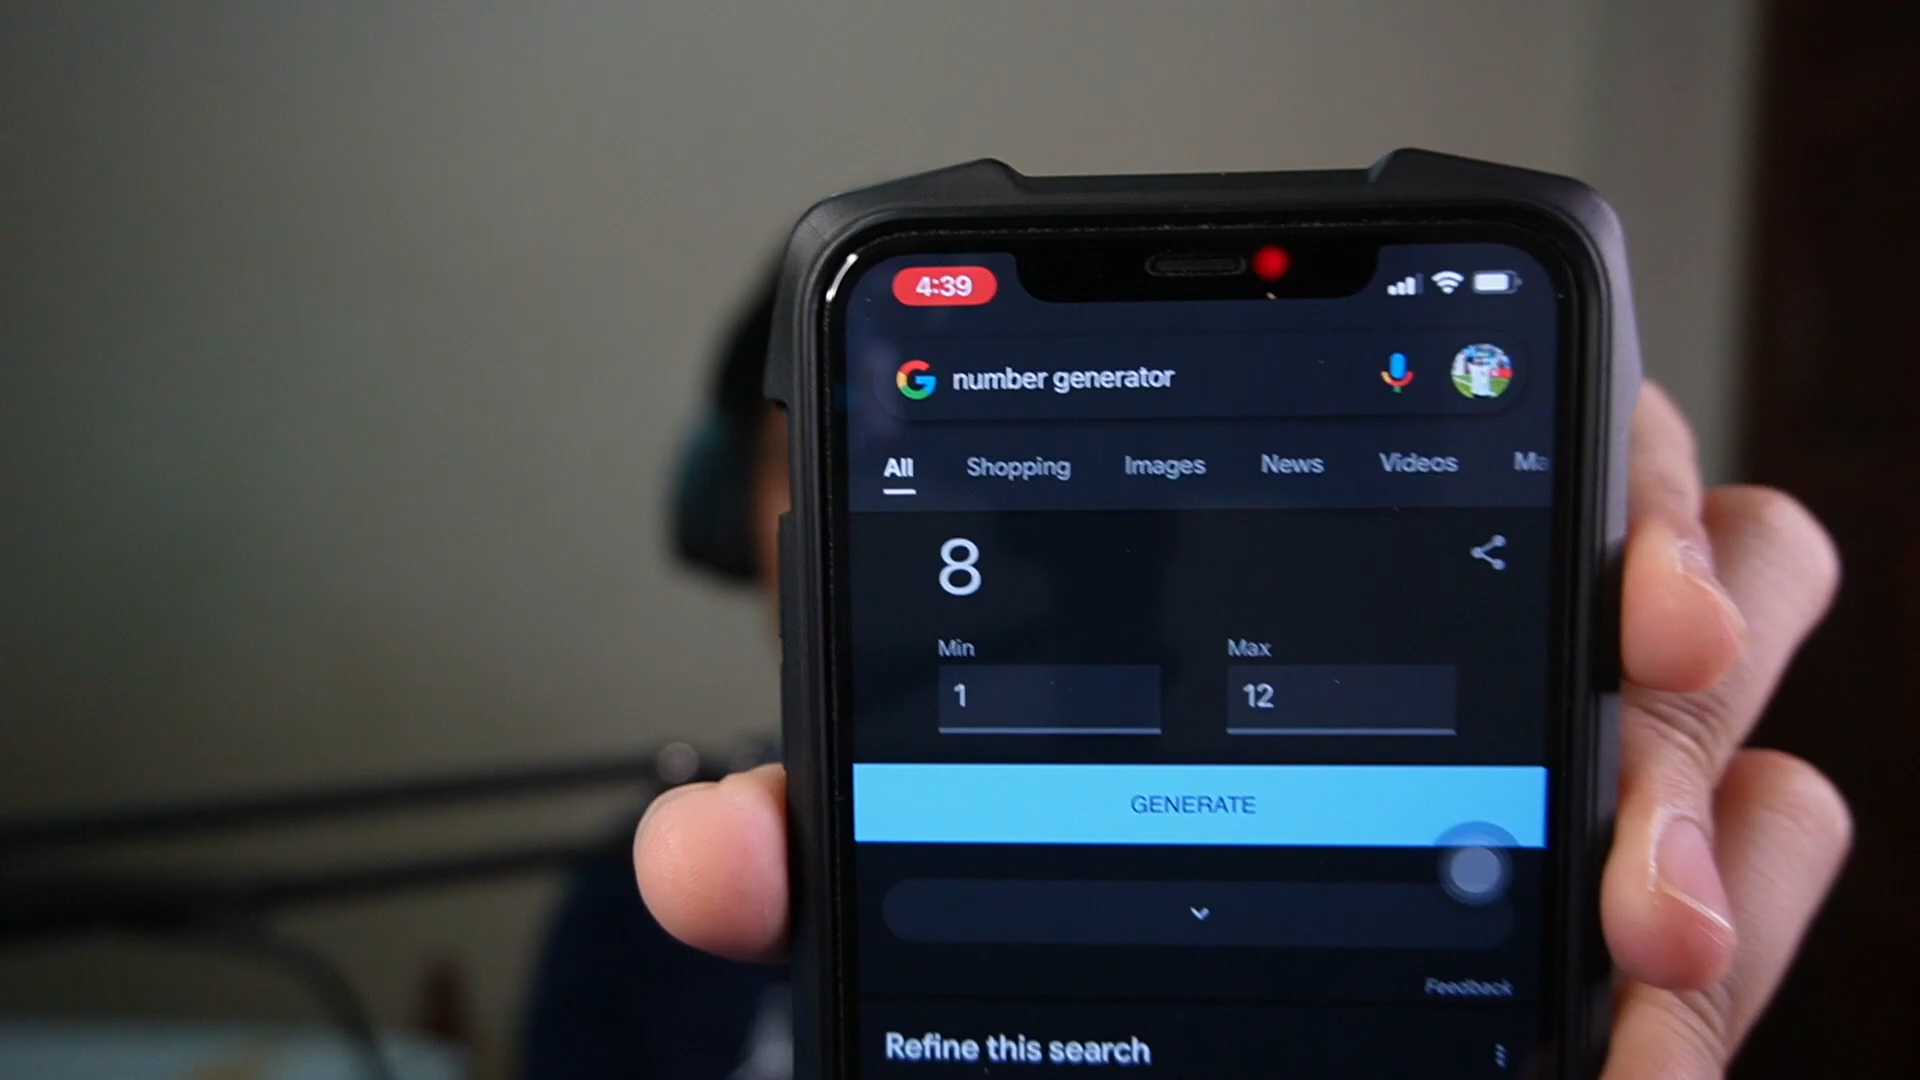 4:39
number generator
All Shopping Images News Videos Ma
8
Min Max
1 12
GENERATE
Feedback
Refine this search